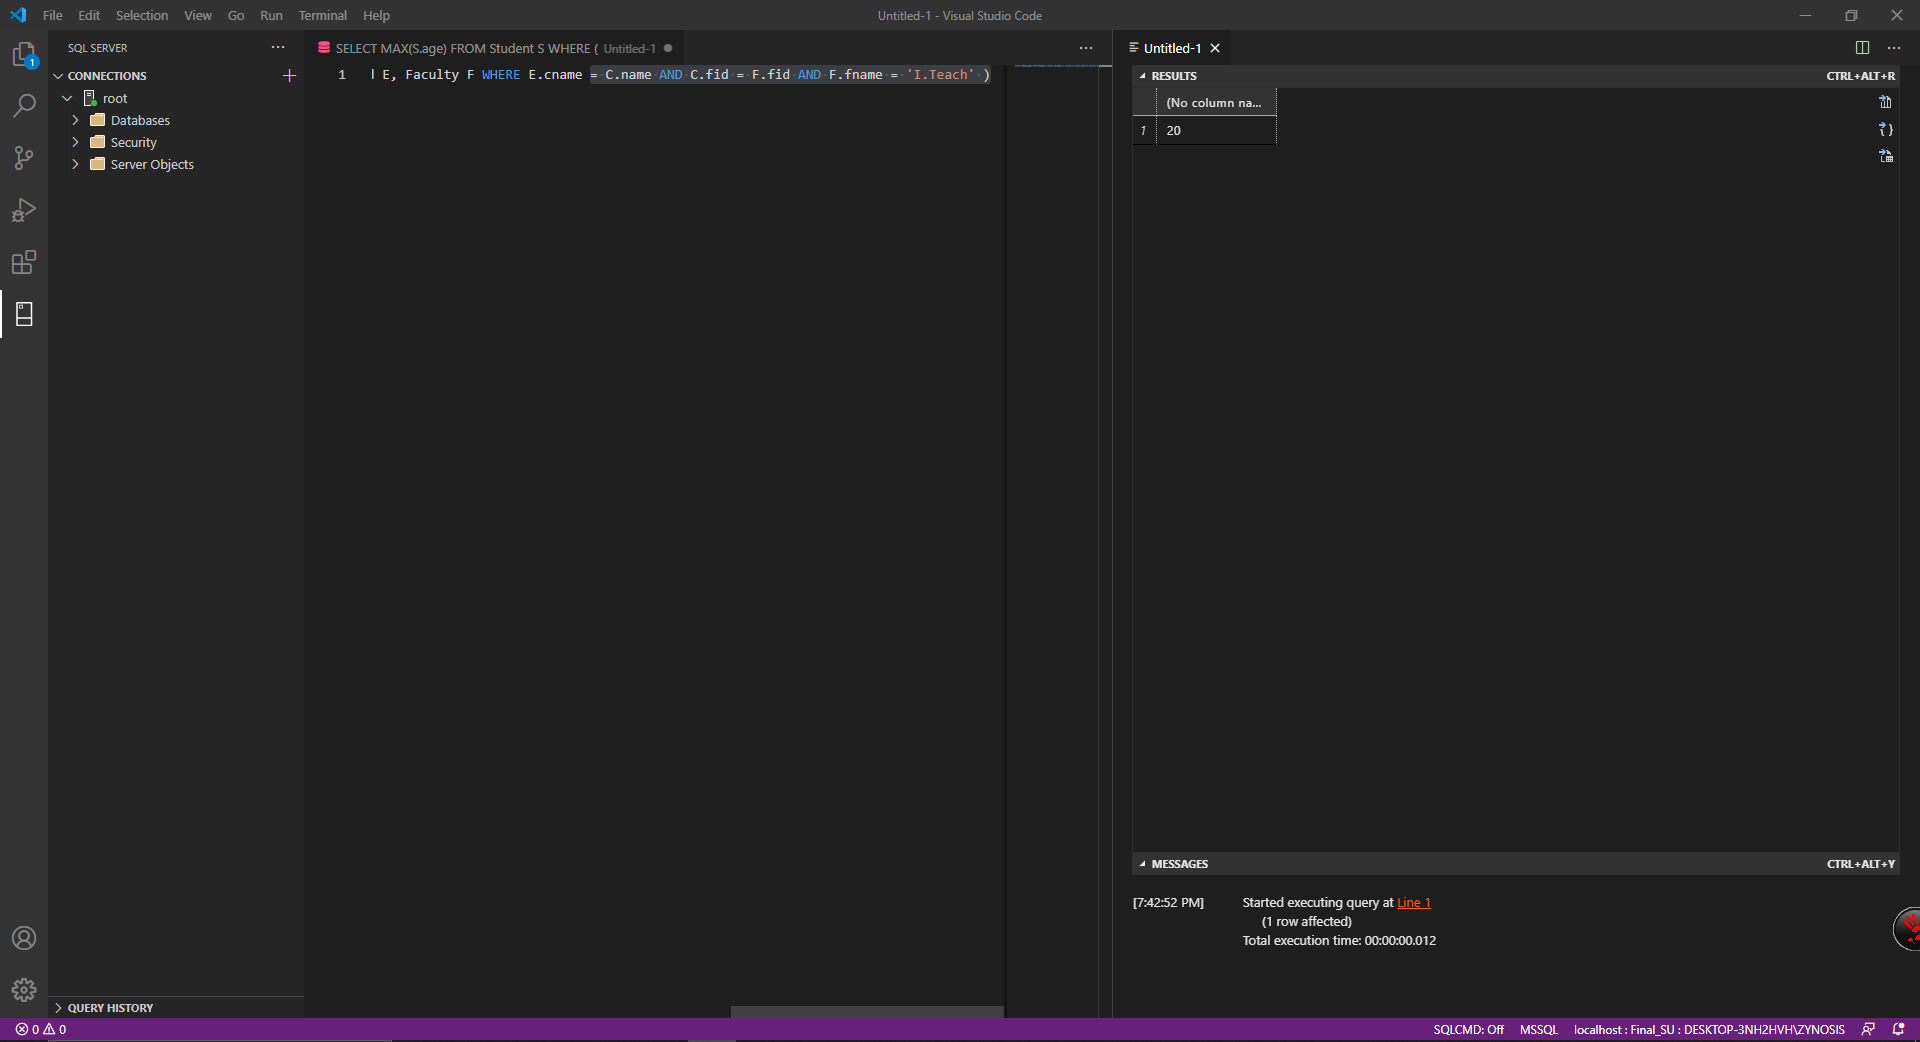 File Edit Selection View Go Run Terminal Help
Untitled-1 - Visual Studio Code
SQL SERVER
CONNECTIONS
root
Databases
Security
Server Objects
QUERY HISTORY
1
SELECT MAX(S.age) FROM Student S WHERE ( Untitled-1
1 E, Faculty F WHERE E.cname = C.name AND C.fid = F.fid AND F.fname = 'I.Teach' )
Untitled-1
RESULTS CTRL+ALT+R
(No column na...
1 20
MESSAGES CTRL+ALT+Y
[7:42:52 PM] Started executing query at Line 1
(1 row affected)
Total execution time: 00:00:00.012
0 0
SQLCMD: Off MSSQL localhost : Final_SU : DESKTOP-3NH2HVH\ZYNOSIS